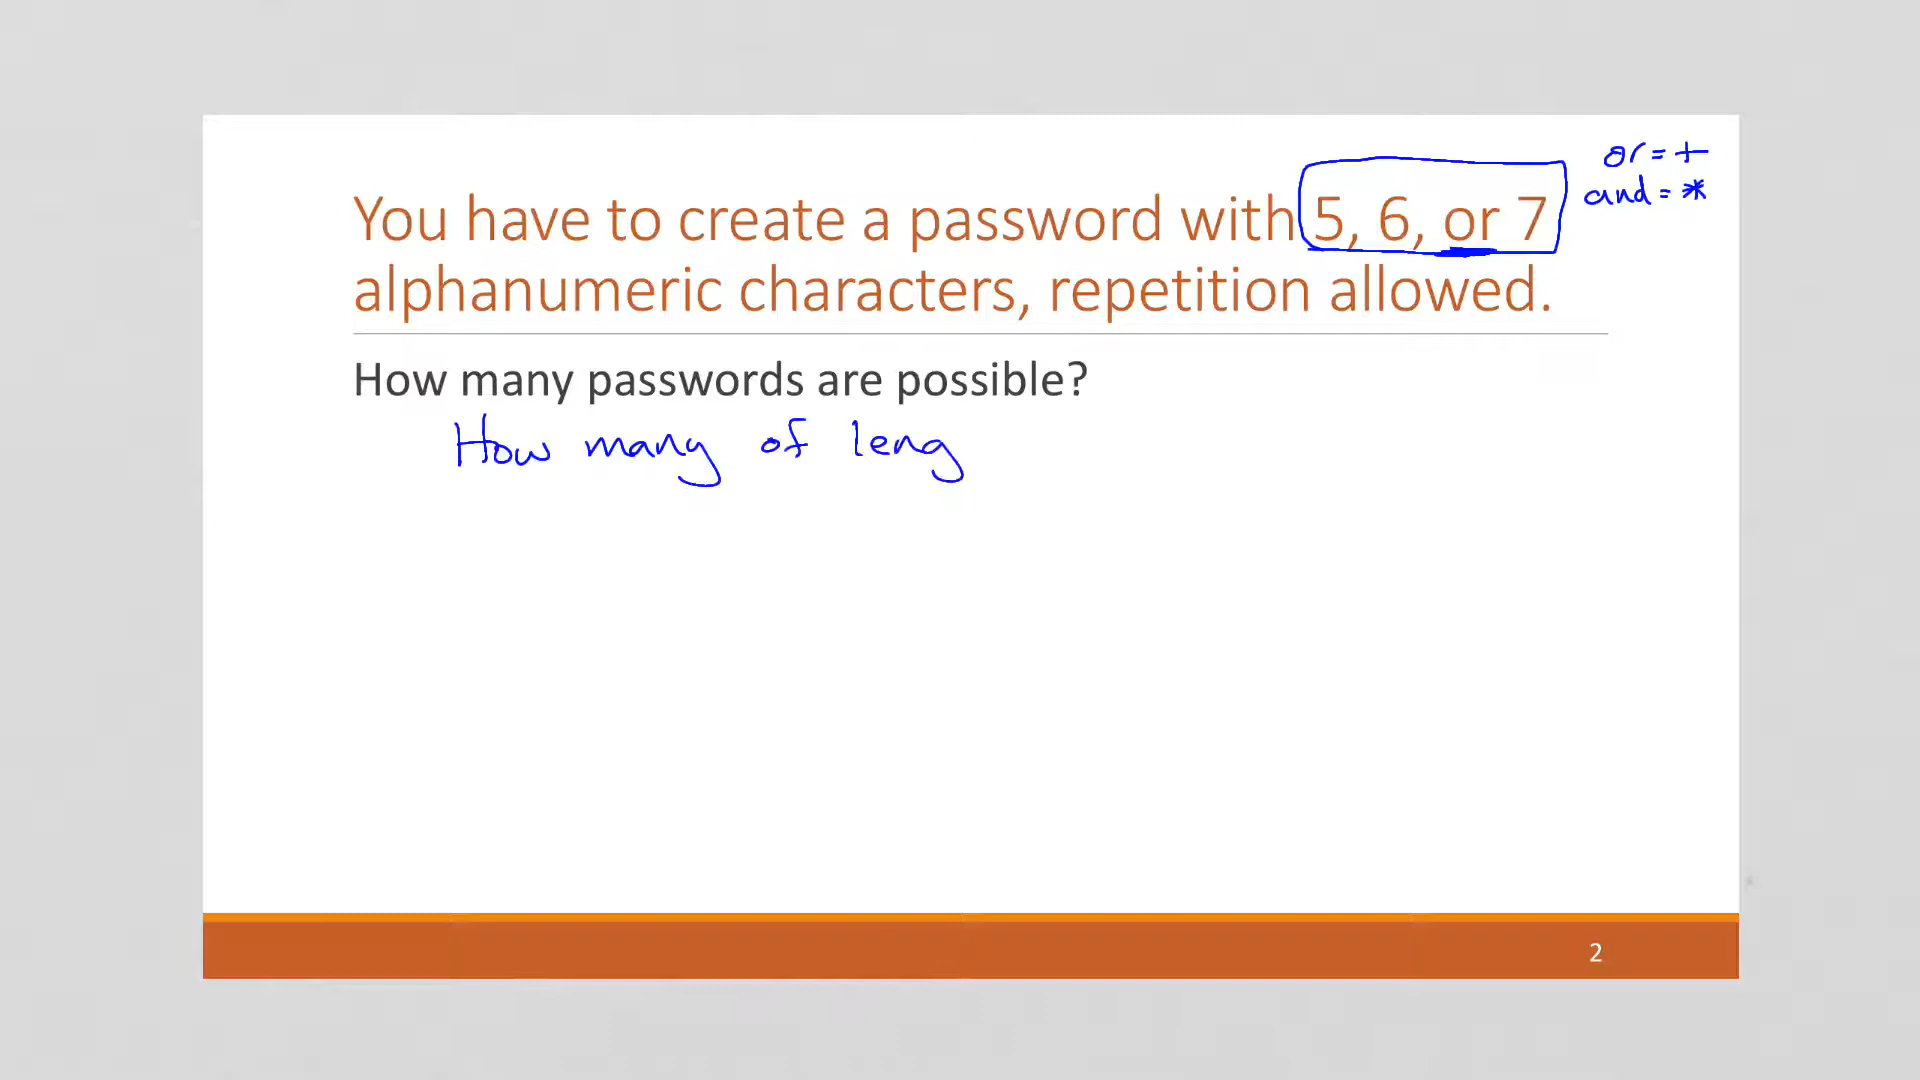 or = +
and = *
You have to create a password with 5, 6, or 7
alphanumeric characters, repetition allowed.
How many passwords are possible?
How many of leng
2